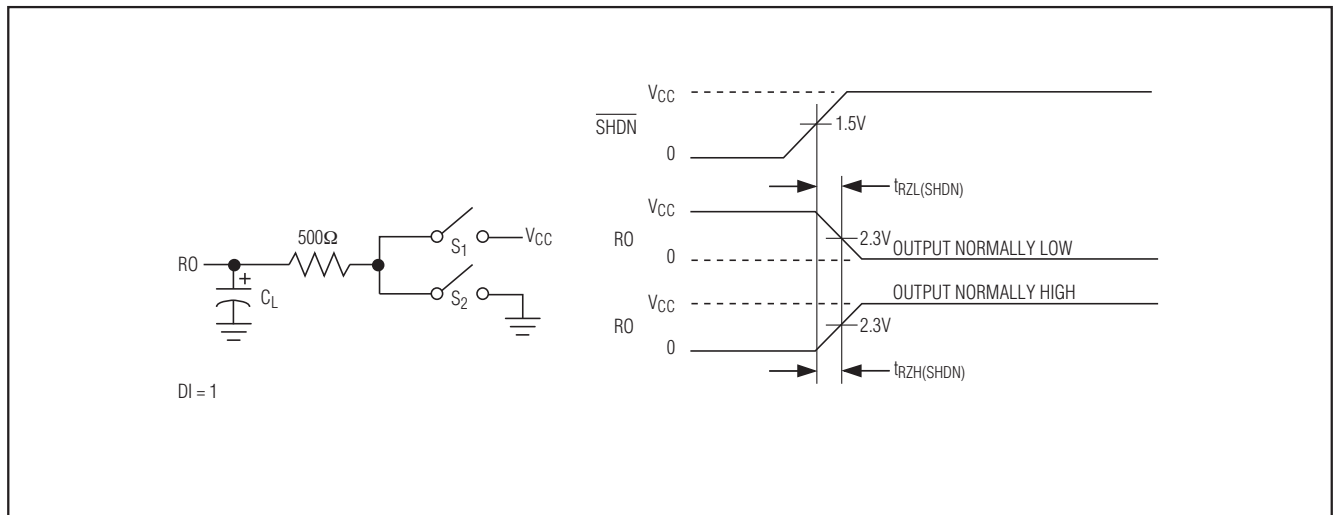 RO
500Ω
+
CL
S1
VCC
S2
DI = 1
VCC
SHDN
0
1.5V
tRZL(SHDN)
VCC
RO
0
2.3V
OUTPUT NORMALLY LOW
VCC
RO
0
OUTPUT NORMALLY HIGH
2.3V
tRZH(SHDN)